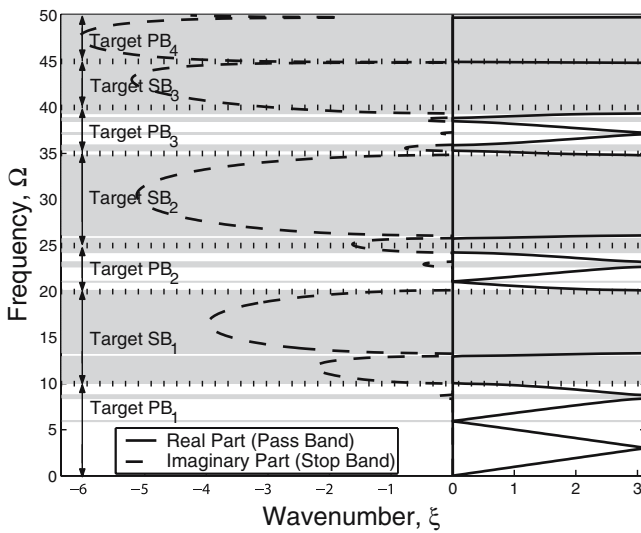 50
45
40
35
30
25
20
15
10
5
0
Frequency, Ω
Target PB4
Target SB3
Target PB3
Target SB2
Target PB2
Target SB1
Target PB1
Real Part (Pass Band)
Imaginary Part (Stop Band)
−6 −5 −4 −3 −2 −1 0 1 2 3
Wavenumber, ξ